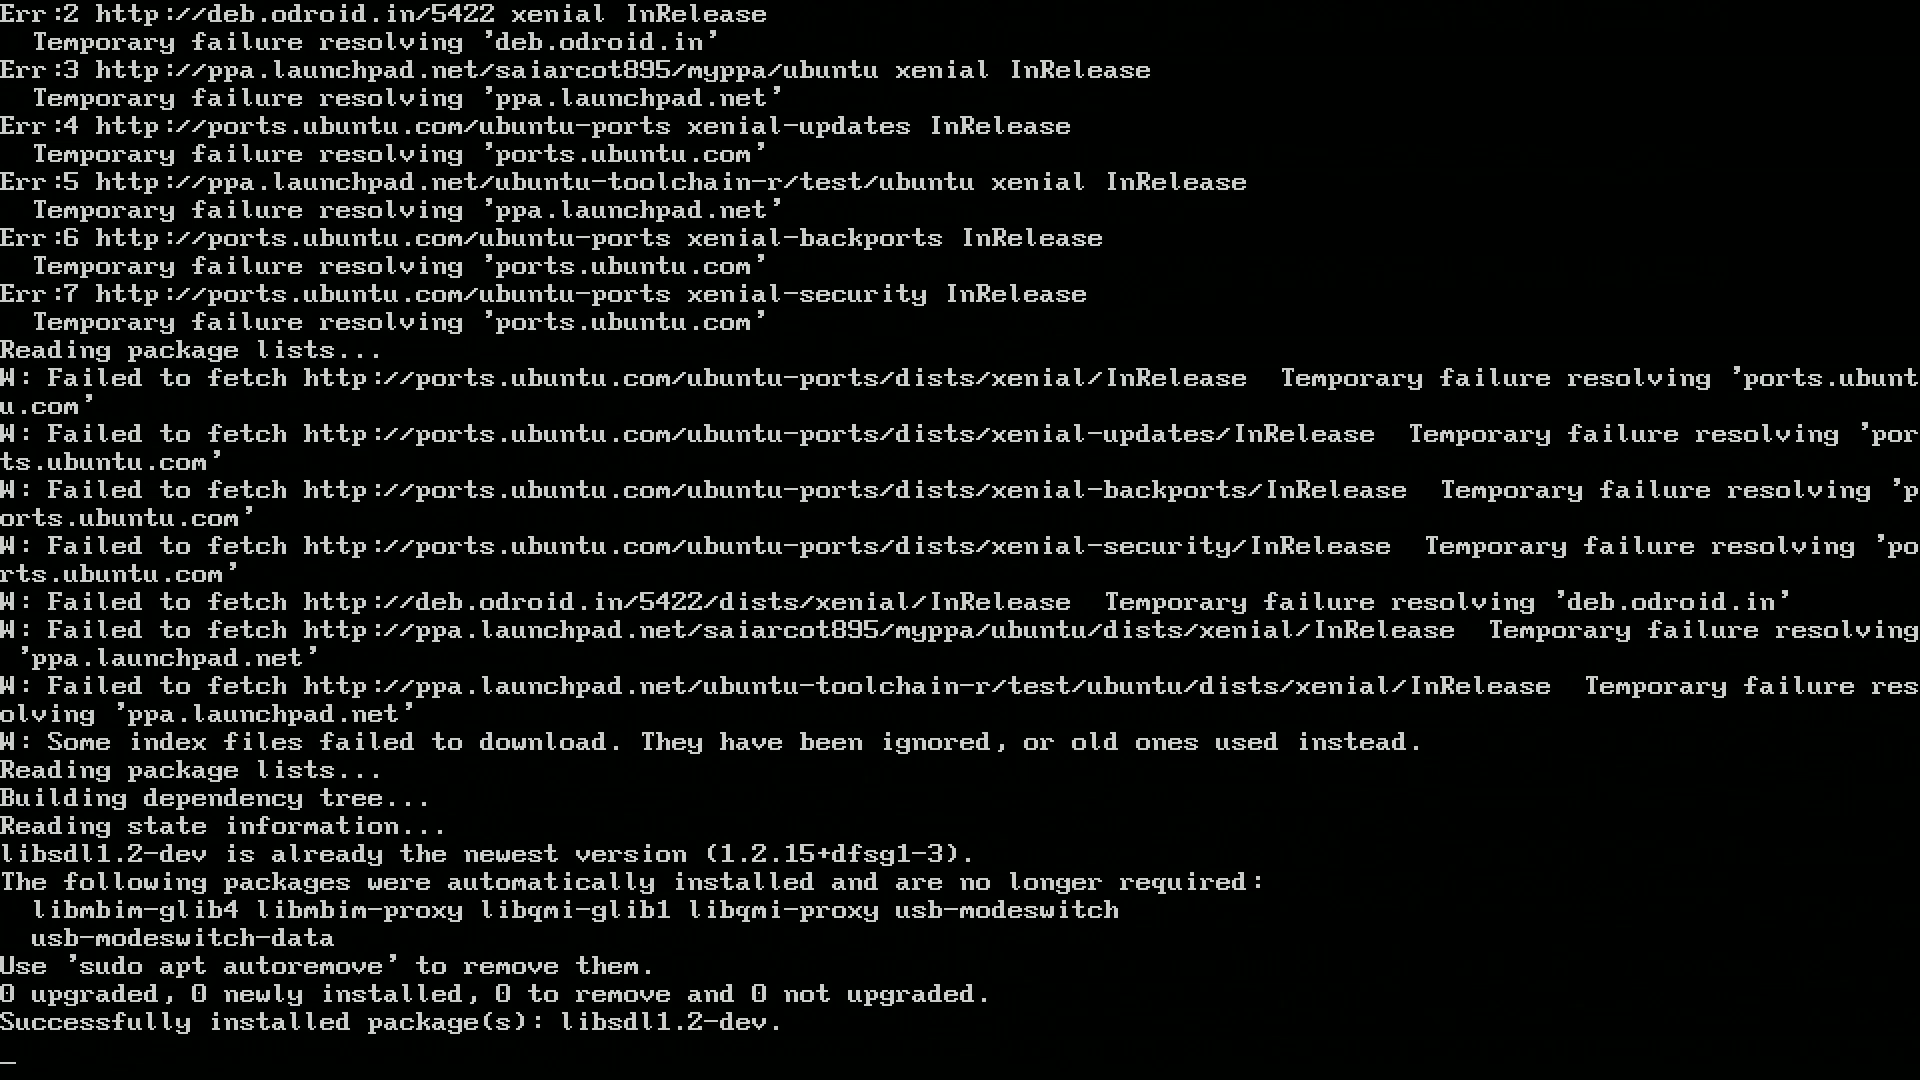 Err:2 http://deb.odroid.in/5422 xenial InRelease
  Temporary failure resolving 'deb.odroid.in'
Err:3 http://ppa.launchpad.net/saiarcot895/myppa/ubuntu xenial InRelease
  Temporary failure resolving 'ppa.launchpad.net'
Err:4 http://ports.ubuntu.com/ubuntu-ports xenial-updates InRelease
  Temporary failure resolving 'ports.ubuntu.com'
Err:5 http://ppa.launchpad.net/ubuntu-toolchain-r/test/ubuntu xenial InRelease
  Temporary failure resolving 'ppa.launchpad.net'
Err:6 http://ports.ubuntu.com/ubuntu-ports xenial-backports InRelease
  Temporary failure resolving 'ports.ubuntu.com'
Err:7 http://ports.ubuntu.com/ubuntu-ports xenial-security InRelease
  Temporary failure resolving 'ports.ubuntu.com'
Reading package lists...
W: Failed to fetch http://ports.ubuntu.com/ubuntu-ports/dists/xenial/InRelease  Temporary failure resolving 'ports.ubunt
u.com'
W: Failed to fetch http://ports.ubuntu.com/ubuntu-ports/dists/xenial-updates/InRelease  Temporary failure resolving 'por
ts.ubuntu.com'
W: Failed to fetch http://ports.ubuntu.com/ubuntu-ports/dists/xenial-backports/InRelease  Temporary failure resolving 'p
orts.ubuntu.com'
W: Failed to fetch http://ports.ubuntu.com/ubuntu-ports/dists/xenial-security/InRelease  Temporary failure resolving 'po
rts.ubuntu.com'
W: Failed to fetch http://deb.odroid.in/5422/dists/xenial/InRelease  Temporary failure resolving 'deb.odroid.in'
W: Failed to fetch http://ppa.launchpad.net/saiarcot895/myppa/ubuntu/dists/xenial/InRelease  Temporary failure resolving
 'ppa.launchpad.net'
W: Failed to fetch http://ppa.launchpad.net/ubuntu-toolchain-r/test/ubuntu/dists/xenial/InRelease  Temporary failure res
olving 'ppa.launchpad.net'
W: Some index files failed to download. They have been ignored, or old ones used instead.
Reading package lists...
Building dependency tree...
Reading state information...
libsdl1.2-dev is already the newest version (1.2.15+dfsg1-3).
The following packages were automatically installed and are no longer required:
  libmbim-glib4 libmbim-proxy libqmi-glib1 libqmi-proxy usb-modeswitch
  usb-modeswitch-data
Use 'sudo apt autoremove' to remove them.
0 upgraded, 0 newly installed, 0 to remove and 0 not upgraded.
Successfully installed package(s): libsdl1.2-dev.
_